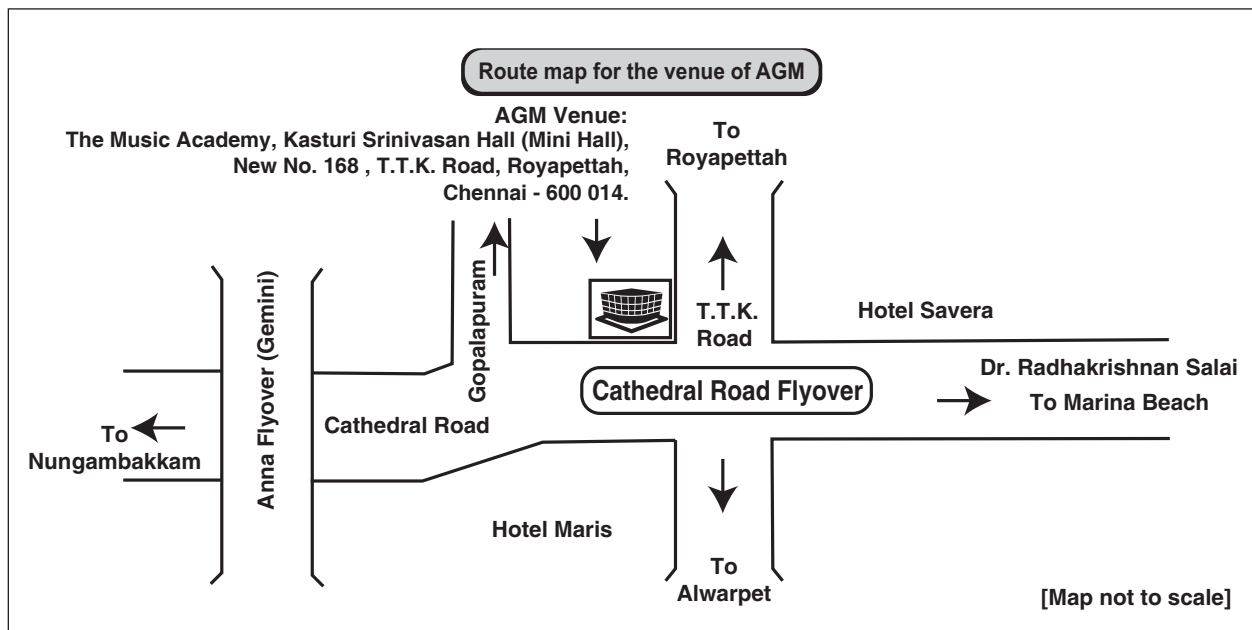 Route map for the venue of AGM
AGM Venue:
The Music Academy, Kasturi Srinivasan Hall (Mini Hall),
New No. 168 , T.T.K. Road, Royapettah,
Chennai - 600 014.
To
Royapettah
Anna Flyover (Gemini)
Gopalapuram
T.T.K.
Road
Hotel Savera
Dr. Radhakrishnan Salai
To Marina Beach
Cathedral Road Flyover
Cathedral Road
To
Nungambakkam
Hotel Maris
To
Alwarpet
[Map not to scale]